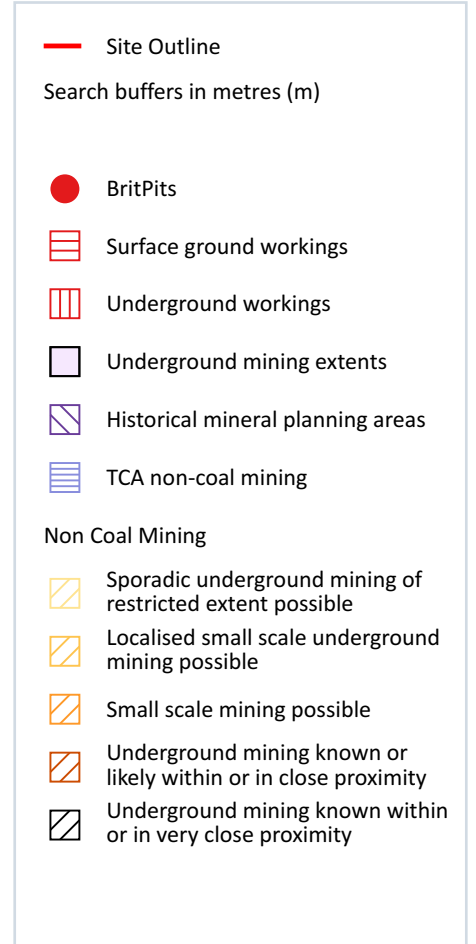 Site Outline
Search buffers in metres (m)
BritPits
Surface ground workings
Underground workings
Underground mining extents
Historical mineral planning areas
TCA non-coal mining
Non Coal Mining
Sporadic underground mining of
restricted extent possible
Localised small scale underground
mining possible
Small scale mining possible
Underground mining known or
likely within or in close proximity
Underground mining known within
or in very close proximity